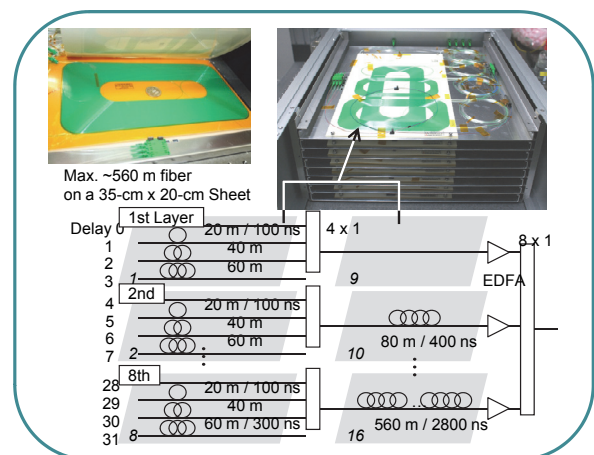 Max. ~560 m fiber
on a 35-cm x 20-cm Sheet
1st Layer
Delay 0
20 m / 100 ns
4 x 1
8 x 1
1
40 m
2
60 m
3
1
9
EDFA
2nd
4
20 m / 100 ns
5
40 m
6
60 m
80 m / 400 ns
7
2
10
8th
28
20 m / 100 ns
29
40 m
30
60 m / 300 ns
560 m / 2800 ns
31
8
16